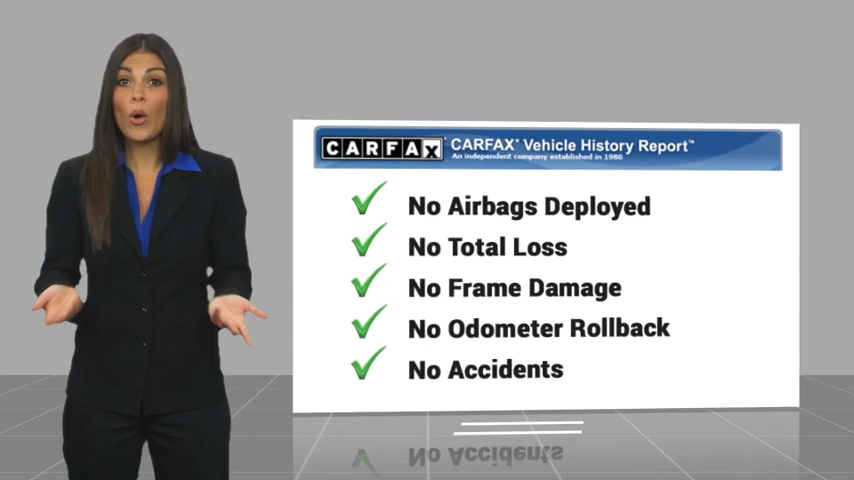 CARFAX CARFAX® Vehicle History Report™
An independent company established in 1986
No Airbags Deployed
No Total Loss
No Frame Damage
No Odometer Rollback
No Accidents
No Accidents